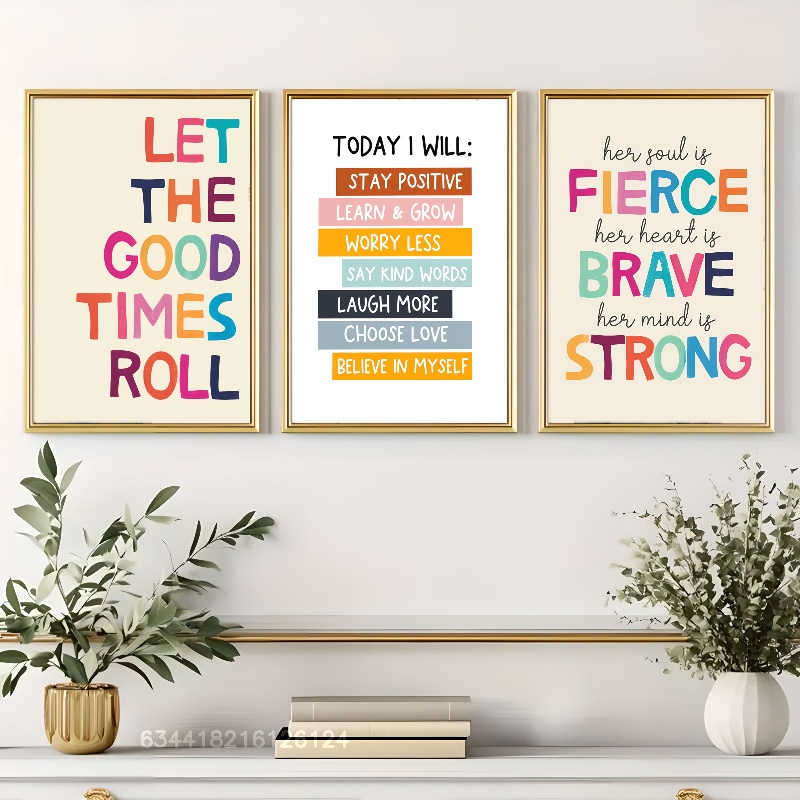 LET
THE
GOOD
TIMES
ROLL
TODAY I WILL:
STAY POSITIVE
LEARN & GROW
WORRY LESS
SAY KIND WORDS
LAUGH MORE
CHOOSE LOVE
BELIEVE IN MYSELF
her soul is
FIERCE
her heart is
BRAVE
her mind is
STRONG
634418216126124